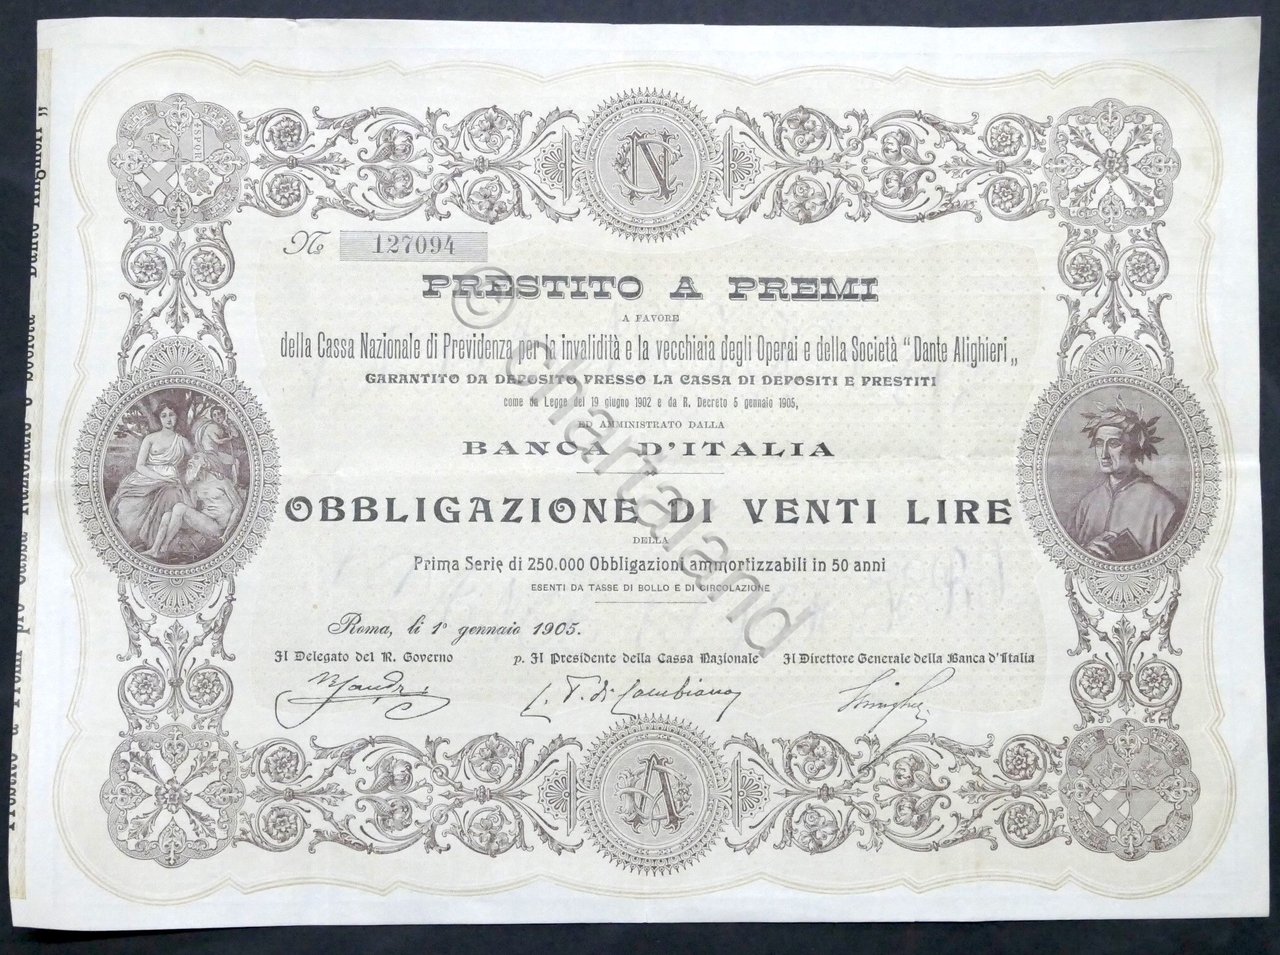 Nº 127094
PRESTITO A PREMI
A FAVORE
della Cassa Nazionale di Previdenza per la invalidità e la vecchiaia degli Operai e della Società "Dante Alighieri„
GARANTITO DA DEPOSITO PRESSO LA CASSA DI DEPOSITI E PRESTITI
come da Legge del 19 giugno 1902 e da R. Decreto 5 gennaio 1905,
ED AMMINISTRATO DALLA
BANCA D'ITALIA
OBBLIGAZIONE DI VENTI LIRE
DELLA
Prima Serie di 250.000 Obbligazioni ammortizzabili in 50 anni
ESENTI DA TASSE DI BOLLO E DI CIRCOLAZIONE
Roma, li 1º gennaio 1905.
Il Delegato del R. Governo p. Il Presidente della Cassa Nazionale Il Direttore Generale della Banca d'Italia
© chartaland